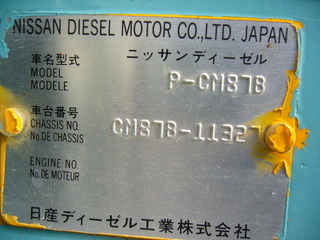 NISSAN DIESEL MOTOR CO.,LTD. JAPAN
車名型式 ニッサンディーゼル
MODEL P-CM87B
MODELE
車台番号
CHASSIS NO. CM87B-11327
No.DE CHASSIS
ENGINE NO.
No.DE MOTEUR
日産ディーゼル工業株式会社